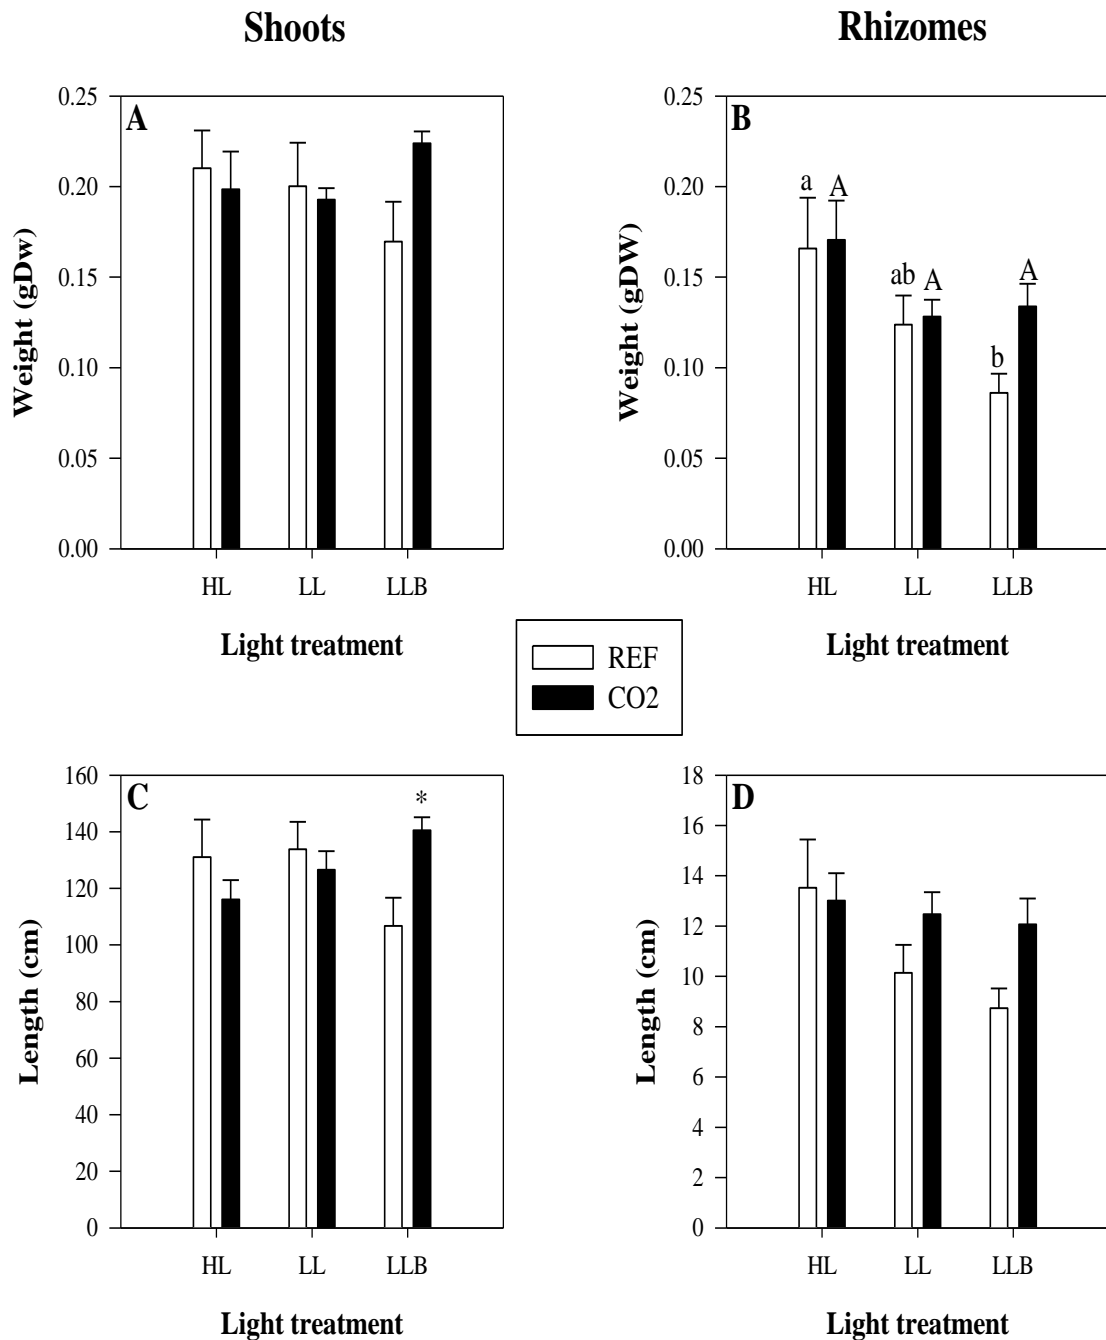 Shoots
Rhizomes
A
0.25
0.20
0.15
0.10
0.05
0.00
Weight (gDw)
HL LL LLB
Light treatment
B
0.25
0.20
0.15
0.10
0.05
0.00
Weight (gDW)
a A
ab A
b A
HL LL LLB
Light treatment
REF
CO2
C
160
140
120
100
80
60
40
20
0
Length (cm)
*
HL LL LLB
Light treatment
D
18
16
14
12
10
8
6
4
2
0
Length (cm)
HL LL LLB
Light treatment